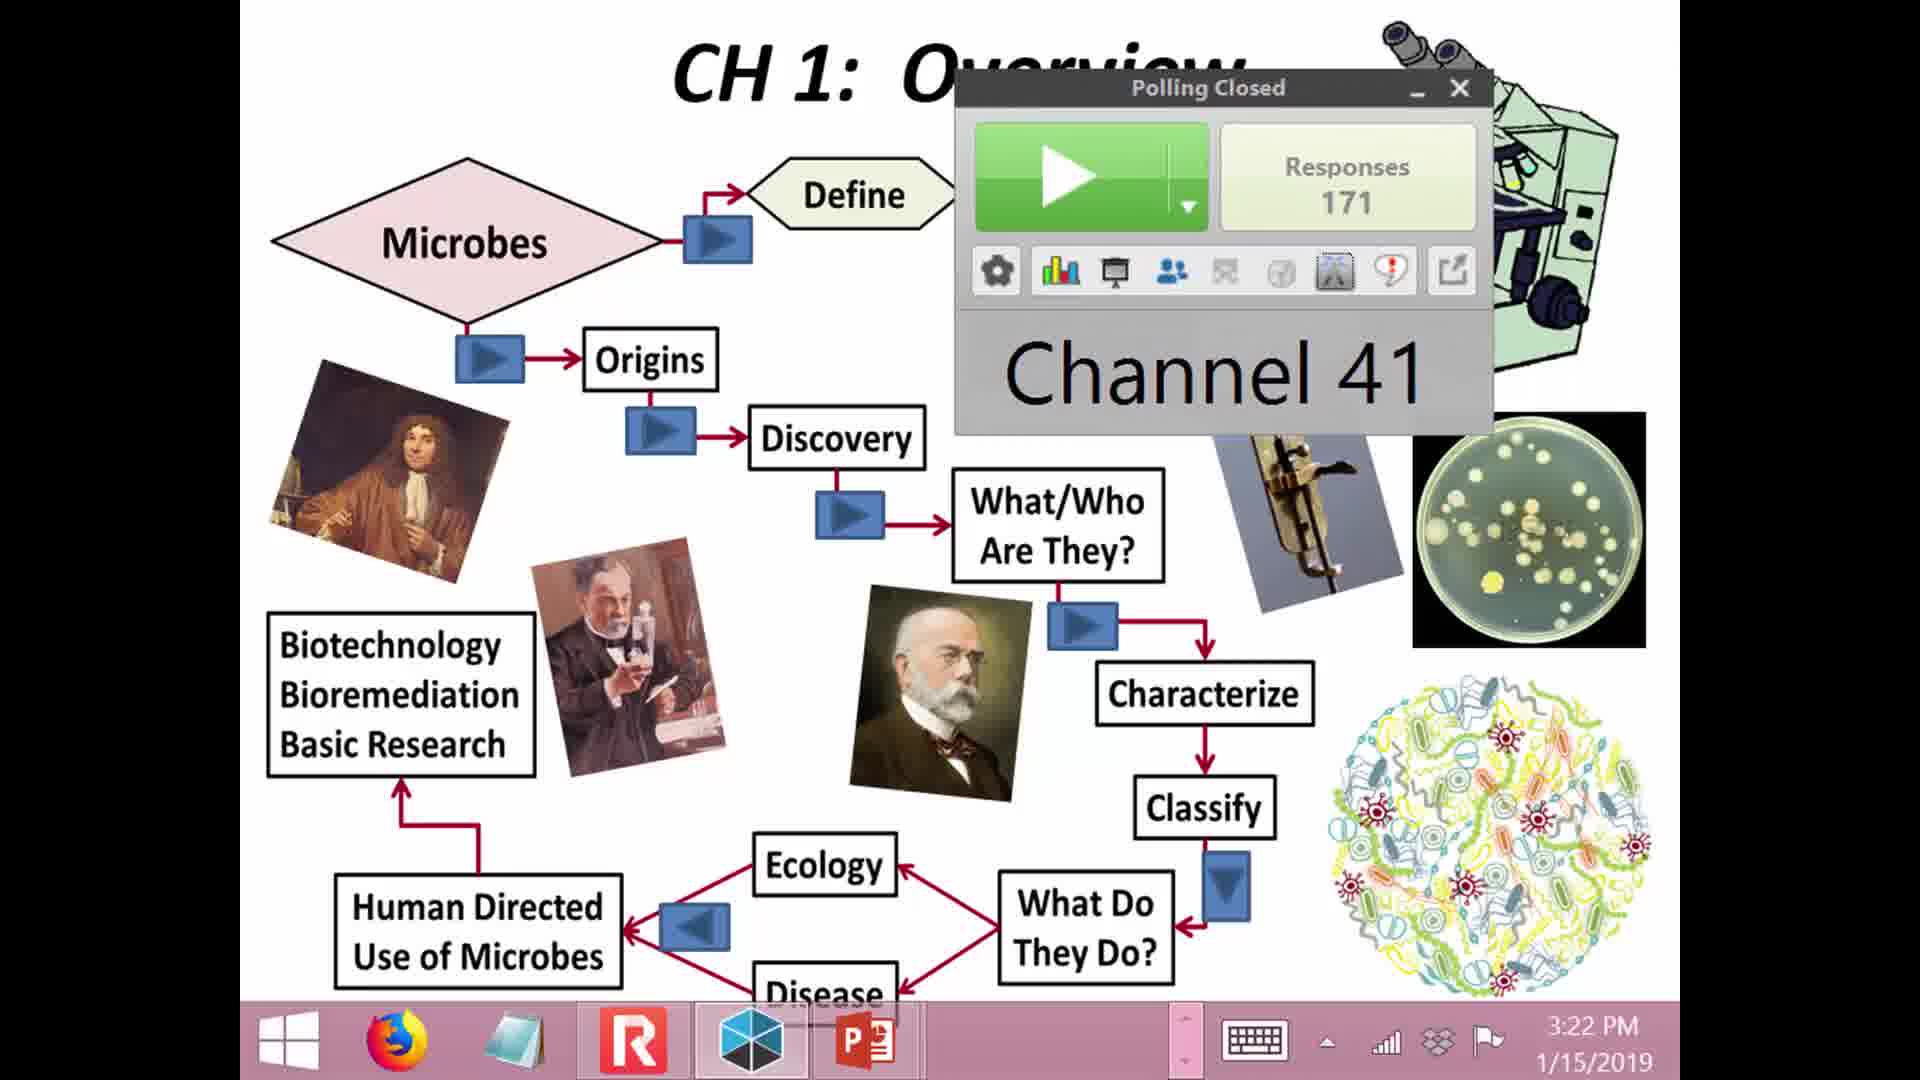 CH 1: Overview
Polling Closed
Responses
171
Channel 41
Microbes
Define
Origins
Discovery
What/Who
Are They?
Characterize
Classify
What Do
They Do?
Ecology
Disease
Human Directed
Use of Microbes
Biotechnology
Bioremediation
Basic Research
3:22 PM
1/15/2019